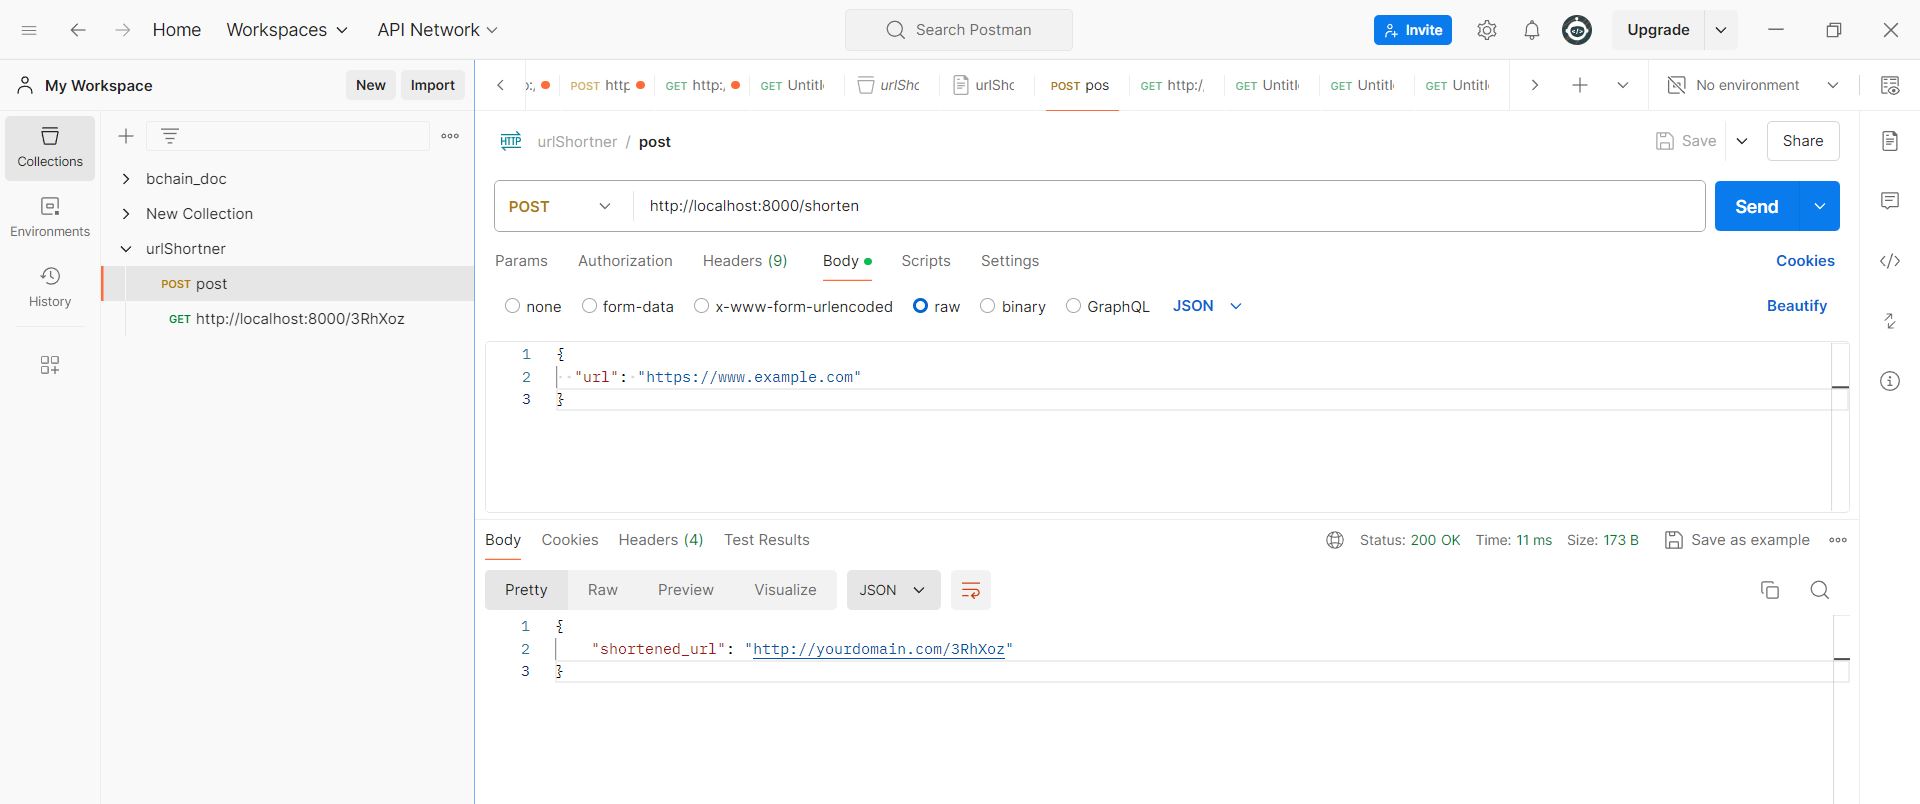 Home Workspaces API Network Search Postman Invite Upgrade
My Workspace New Import
POST http GET http:/ GET Untitl urlSho urlSho POST pos GET http:/ GET Untitl GET Untitl GET Untitl No environment
Collections
Environments
History
bchain_doc
New Collection
urlShortner
POST post
GET http://localhost:8000/3RhXoz
HTTP urlShortner / post Save Share
POST http://localhost:8000/shorten Send
Params Authorization Headers (9) Body Scripts Settings Cookies
none form-data x-www-form-urlencoded raw binary GraphQL JSON Beautify
1 {
2 "url": "https://www.example.com"
3 }
Body Cookies Headers (4) Test Results Status: 200 OK Time: 11 ms Size: 173 B Save as example
Pretty Raw Preview Visualize JSON
1 {
2 "shortened_url": "http://yourdomain.com/3RhXoz"
3 }